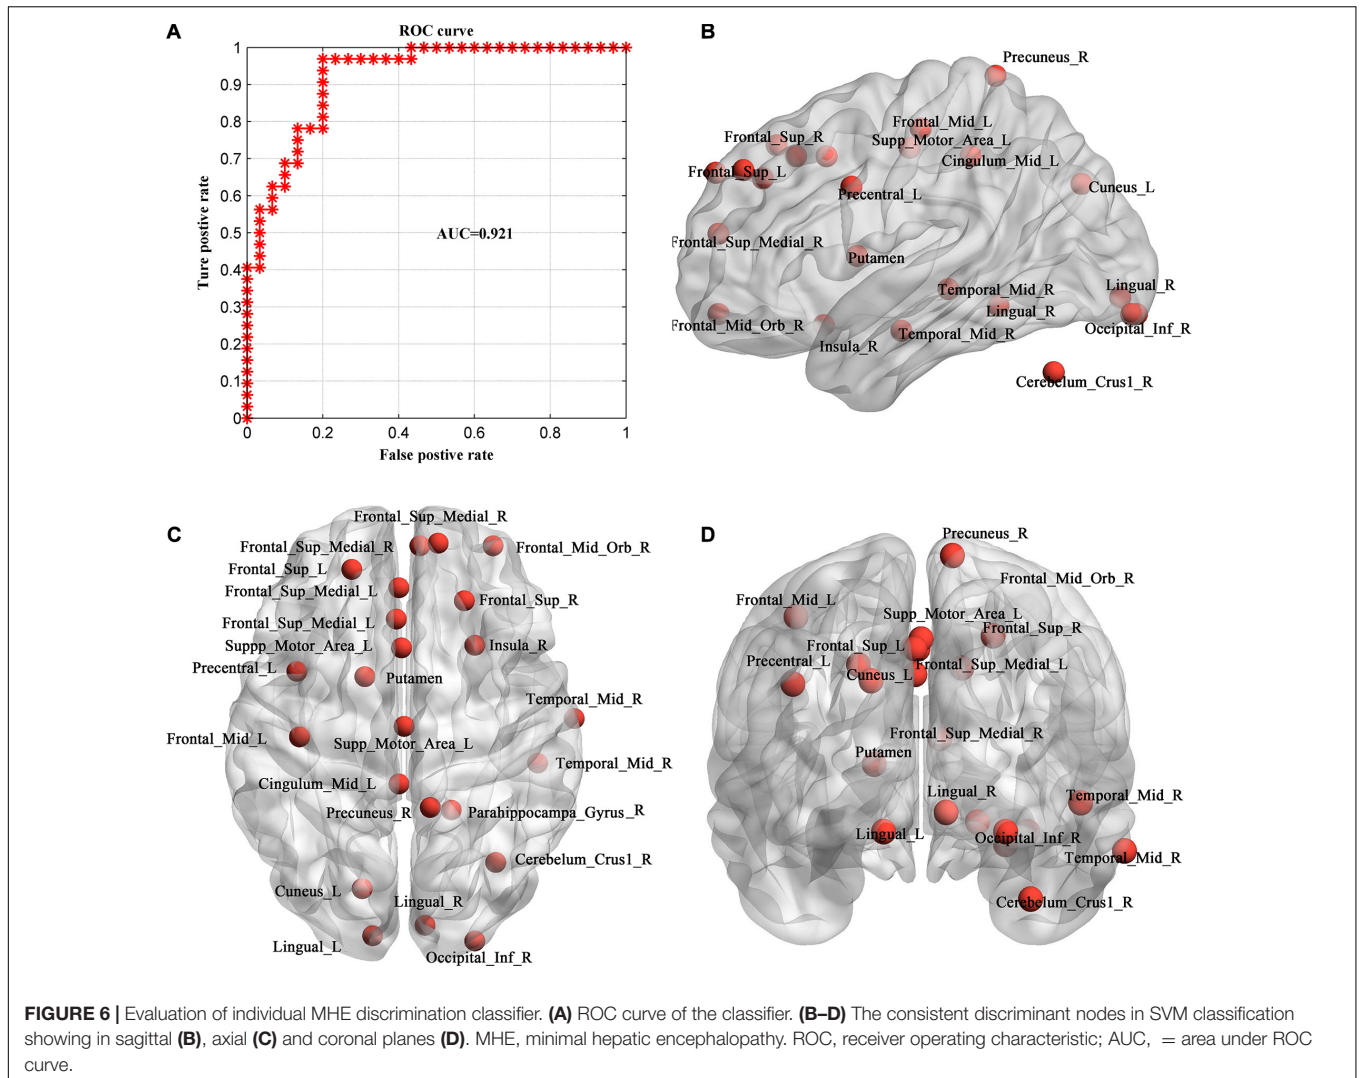 A
ROC curve
1
0.9
0.8
0.7
0.6
0.5
0.4
0.3
0.2
0.1
0
0
0.2
0.4
0.6
0.8
1
Ture postive rate
False postive rate
AUC=0.921
B
Precuneus_R
Frontal_Mid_L
Frontal_Sup_R
Supp_Motor_Area_L
Cingulum_Mid_L
Frontal_Sup_L
Precentral_L
Cuneus_L
Frontal_Sup_Medial_R
Putamen
Temporal_Mid_R
Lingual_R
Lingual_R
Frontal_Mid_Orb_R
Occipital_Inf_R
Insula_R
Temporal_Mid_R
Cerebelum_Crus1_R
C
Frontal_Sup_Medial_R
Frontal_Sup_Medial_R
Frontal_Mid_Orb_R
Frontal_Sup_L
Frontal_Sup_Medial_L
Frontal_Sup_R
Frontal_Sup_Medial_L
Suppp_Motor_Area_L
Insula_R
Precentral_L
Putamen
Temporal_Mid_R
Frontal_Mid_L
Supp_Motor_Area_L
Temporal_Mid_R
Cingulum_Mid_L
Precuneus_R
Parahippocampa_Gyrus_R
Cerebelum_Crus1_R
Cuneus_L
Lingual_R
Lingual_L
Occipital_Inf_R
D
Precuneus_R
Frontal_Mid_Orb_R
Frontal_Mid_L
Supp_Motor_Area_L
Frontal_Sup_R
Frontal_Sup_L
Precentral_L
Frontal_Sup_Medial_L
Cuneus_L
Frontal_Sup_Medial_R
Putamen
Lingual_R
Temporal_Mid_R
Lingual_L
Occipital_Inf_R
Temporal_Mid_R
Cerebelum_Crus1_R
FIGURE 6 | Evaluation of individual MHE discrimination classifier. (A) ROC curve of the classifier. (B–D) The consistent discriminant nodes in SVM classification
showing in sagittal (B), axial (C) and coronal planes (D). MHE, minimal hepatic encephalopathy. ROC, receiver operating characteristic; AUC, = area under ROC
curve.